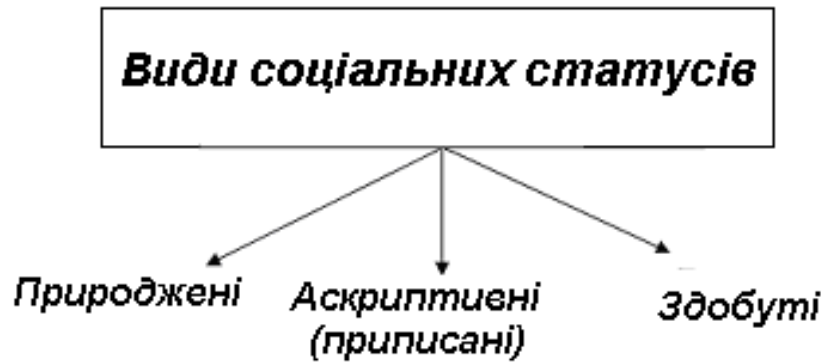 Види соціальних статусів
Природжені
Аскриптивні
(приписані)
Здобуті